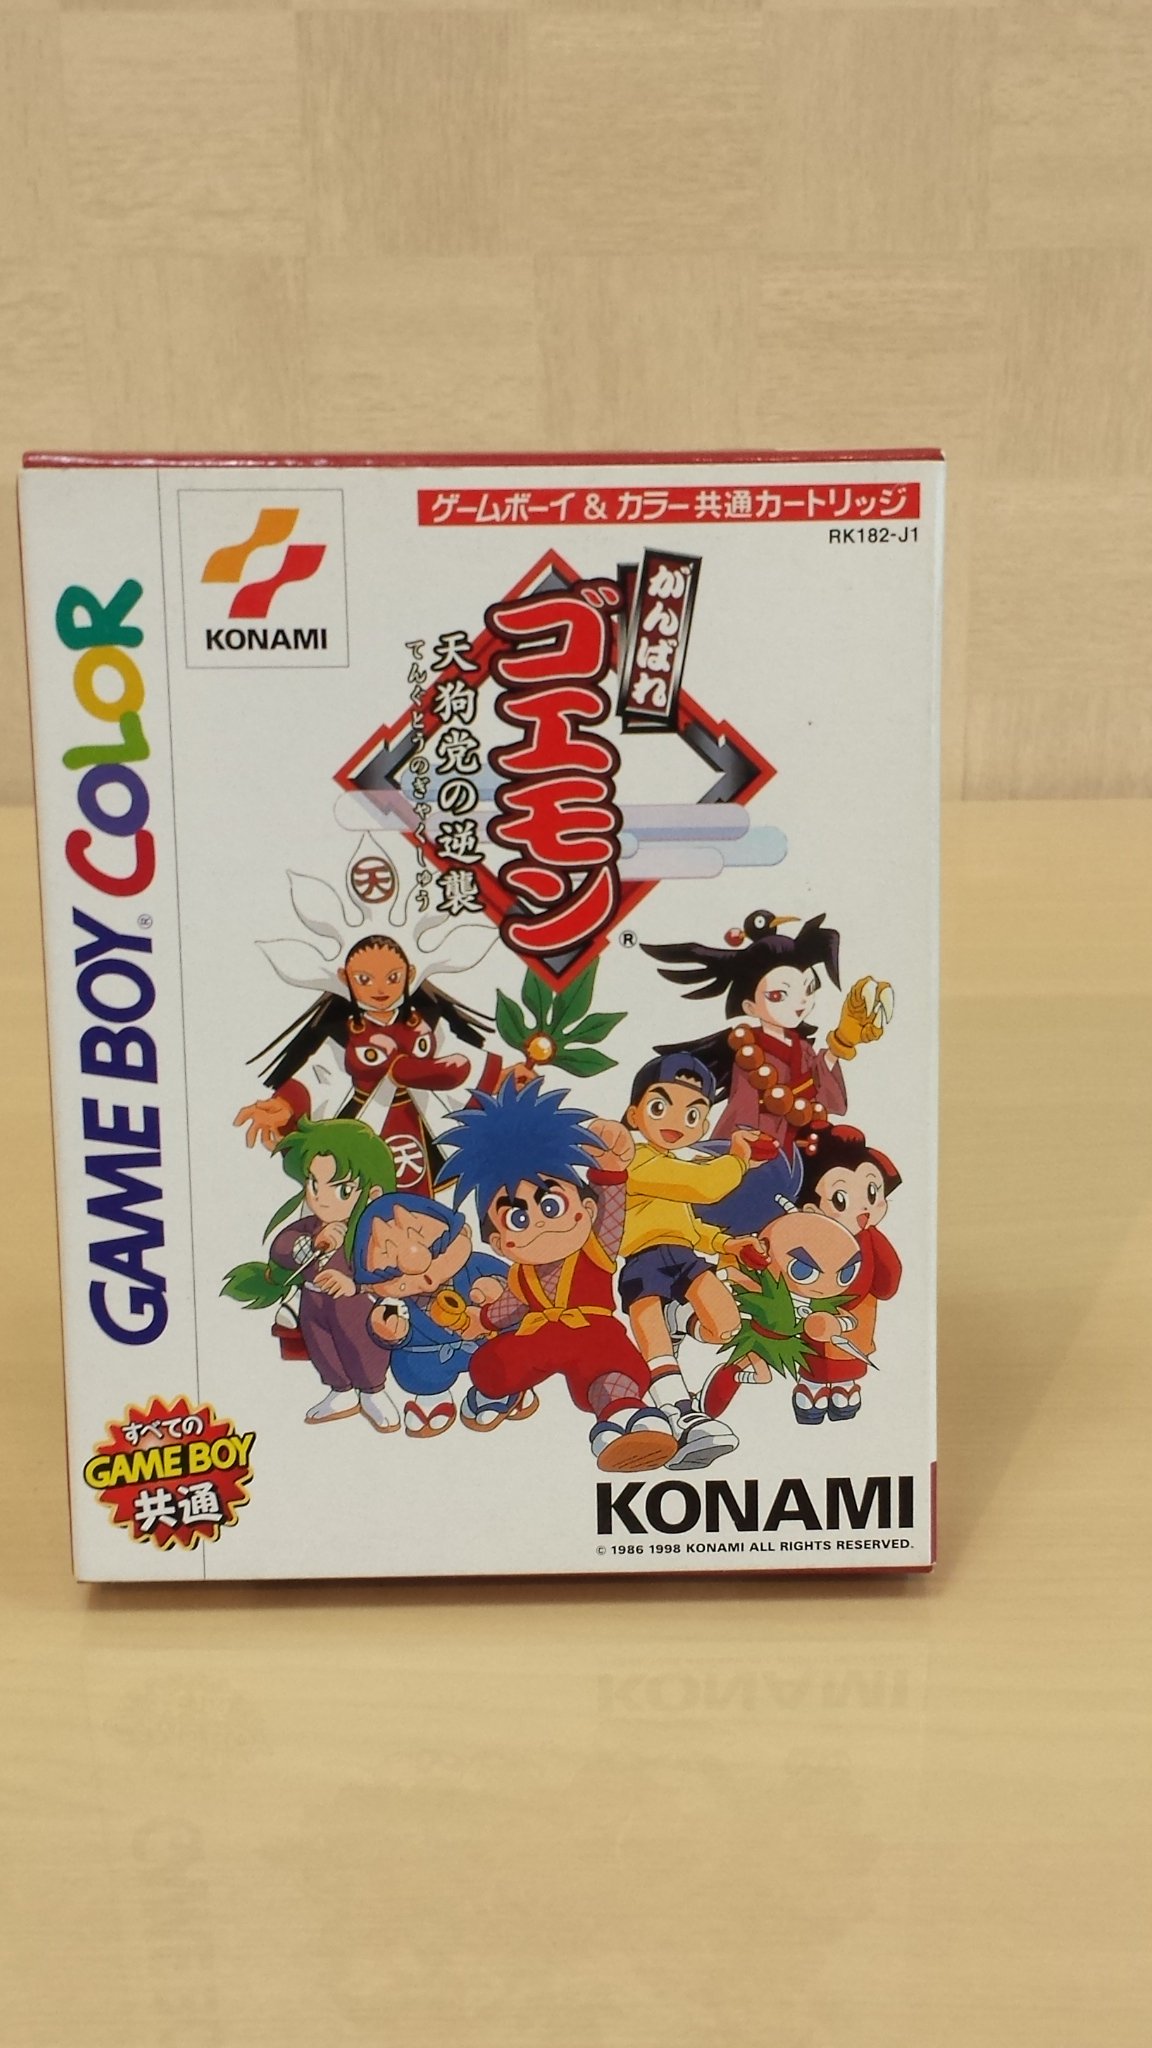 ゲームボーイ & カラー共通カートリッジ
RK182-J1
KONAMI
がんばれ
ゴエモン
®
天狗党の逆襲
てんぐとうのぎゃくしゅう
天
天
GAME BOY COLOR
®
すべての
GAME BOY
共通
KONAMI
© 1986 1998 KONAMI ALL RIGHTS RESERVED.